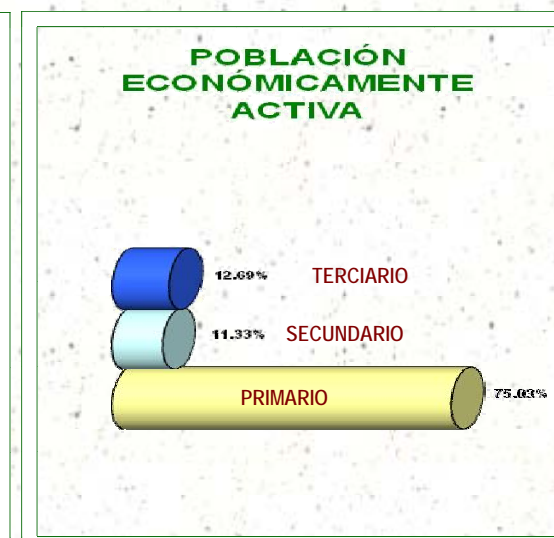 POBLACIÓN
ECONÓMICAMENTE
ACTIVA
12.69% TERCIARIO
11.33% SECUNDARIO
PRIMARIO 75.03%